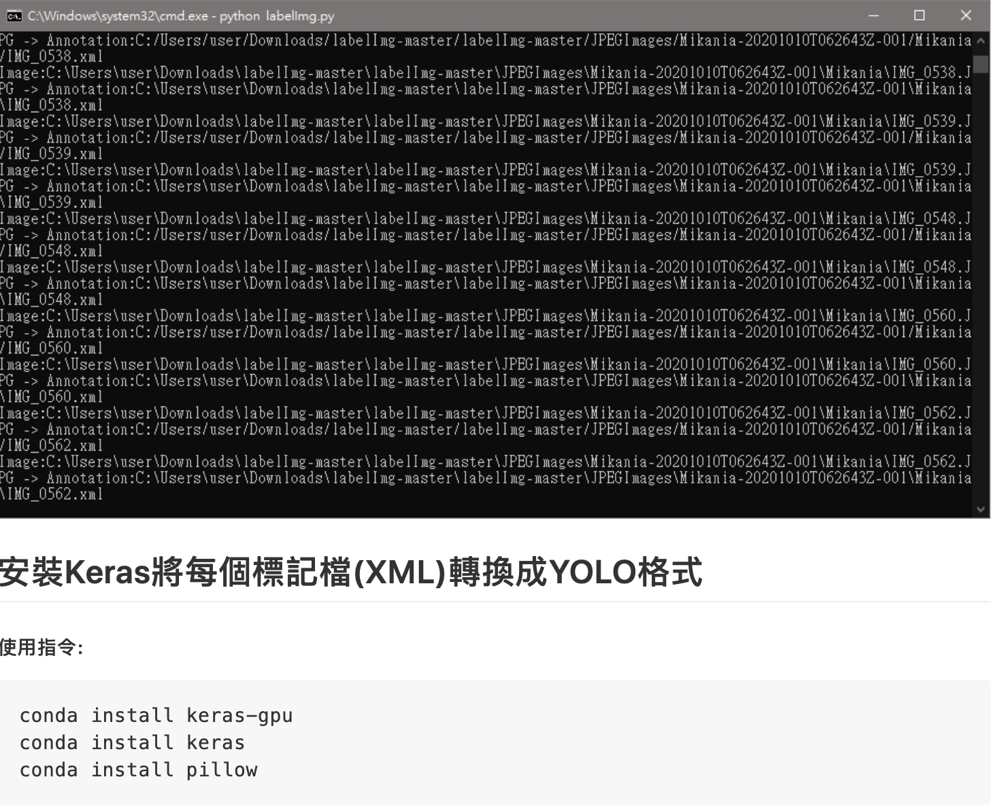 C:\Windows\system32\cmd.exe - python  labelImg.py
PG -> Annotation:C:/Users/user/Downloads/labelImg-master/labelImg-master/JPEGImages/Mikania-20201010T062643Z-001/Mikania
/IMG_0538.xml
Image:C:\Users\user\Downloads\labelImg-master\labelImg-master\JPEGImages\Mikania-20201010T062643Z-001\Mikania\IMG_0538.J
PG -> Annotation:C:\Users\user\Downloads\labelImg-master\labelImg-master\JPEGImages\Mikania-20201010T062643Z-001\Mikania
\IMG_0538.xml
Image:C:\Users\user\Downloads\labelImg-master\labelImg-master\JPEGImages\Mikania-20201010T062643Z-001\Mikania\IMG_0539.J
PG -> Annotation:C:/Users/user/Downloads/labelImg-master/labelImg-master/JPEGImages/Mikania-20201010T062643Z-001/Mikania
/IMG_0539.xml
Image:C:\Users\user\Downloads\labelImg-master\labelImg-master\JPEGImages\Mikania-20201010T062643Z-001\Mikania\IMG_0539.J
PG -> Annotation:C:\Users\user\Downloads\labelImg-master\labelImg-master\JPEGImages\Mikania-20201010T062643Z-001\Mikania
\IMG_0539.xml
Image:C:\Users\user\Downloads\labelImg-master\labelImg-master\JPEGImages\Mikania-20201010T062643Z-001\Mikania\IMG_0548.J
PG -> Annotation:C:/Users/user/Downloads/labelImg-master/labelImg-master/JPEGImages/Mikania-20201010T062643Z-001/Mikania
/IMG_0548.xml
Image:C:\Users\user\Downloads\labelImg-master\labelImg-master\JPEGImages\Mikania-20201010T062643Z-001\Mikania\IMG_0548.J
PG -> Annotation:C:\Users\user\Downloads\labelImg-master\labelImg-master\JPEGImages\Mikania-20201010T062643Z-001\Mikania
\IMG_0548.xml
Image:C:\Users\user\Downloads\labelImg-master\labelImg-master\JPEGImages\Mikania-20201010T062643Z-001\Mikania\IMG_0560.J
PG -> Annotation:C:/Users/user/Downloads/labelImg-master/labelImg-master/JPEGImages/Mikania-20201010T062643Z-001/Mikania
/IMG_0560.xml
Image:C:\Users\user\Downloads\labelImg-master\labelImg-master\JPEGImages\Mikania-20201010T062643Z-001\Mikania\IMG_0560.J
PG -> Annotation:C:\Users\user\Downloads\labelImg-master\labelImg-master\JPEGImages\Mikania-20201010T062643Z-001\Mikania
\IMG_0560.xml
Image:C:\Users\user\Downloads\labelImg-master\labelImg-master\JPEGImages\Mikania-20201010T062643Z-001\Mikania\IMG_0562.J
PG -> Annotation:C:/Users/user/Downloads/labelImg-master/labelImg-master/JPEGImages/Mikania-20201010T062643Z-001/Mikania
/IMG_0562.xml
Image:C:\Users\user\Downloads\labelImg-master\labelImg-master\JPEGImages\Mikania-20201010T062643Z-001\Mikania\IMG_0562.J
PG -> Annotation:C:\Users\user\Downloads\labelImg-master\labelImg-master\JPEGImages\Mikania-20201010T062643Z-001\Mikania
\IMG_0562.xml
安裝Keras將每個標記檔(XML)轉換成YOLO格式
使用指令:
conda install keras-gpu
conda install keras
conda install pillow